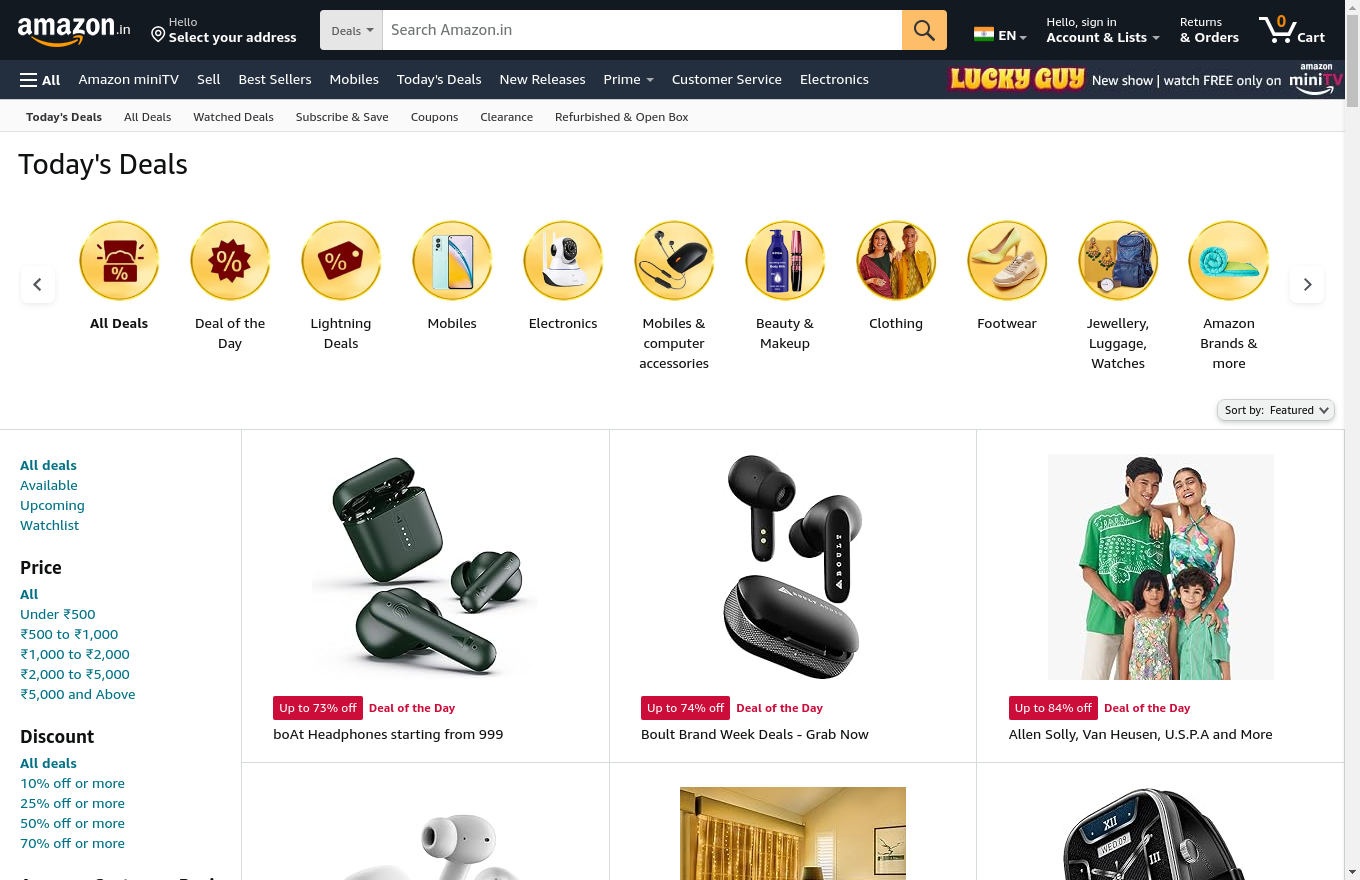 amazon.in
Hello
Select your address
Deals
Search Amazon.in
EN
Hello, sign in
Account & Lists
Returns
& Orders
0
Cart
All
Amazon miniTV
Sell
Best Sellers
Mobiles
Today's Deals
New Releases
Prime
Customer Service
Electronics
LUCKY GUY
New show | watch FREE only on
amazon
miniTV
Today's Deals
All Deals
Watched Deals
Subscribe & Save
Coupons
Clearance
Refurbished & Open Box
Today's Deals
%
%
%
NIVEA
All Deals
Deal of the
Day
Lightning
Deals
Mobiles
Electronics
Mobiles &
computer
accessories
Beauty &
Makeup
Clothing
Footwear
Jewellery,
Luggage,
Watches
Amazon
Brands &
more
Sort by: Featured
All deals
Available
Upcoming
Watchlist
Price
All
Under ₹500
₹500 to ₹1,000
₹1,000 to ₹2,000
₹2,000 to ₹5,000
₹5,000 and Above
Discount
All deals
10% off or more
25% off or more
50% off or more
70% off or more
BOULT
BOULT AUDIO
Up to 73% off
Deal of the Day
boAt Headphones starting from 999
Up to 74% off
Deal of the Day
Boult Brand Week Deals - Grab Now
Up to 84% off
Deal of the Day
Allen Solly, Van Heusen, U.S.P.A and More
XII
WED 09
III